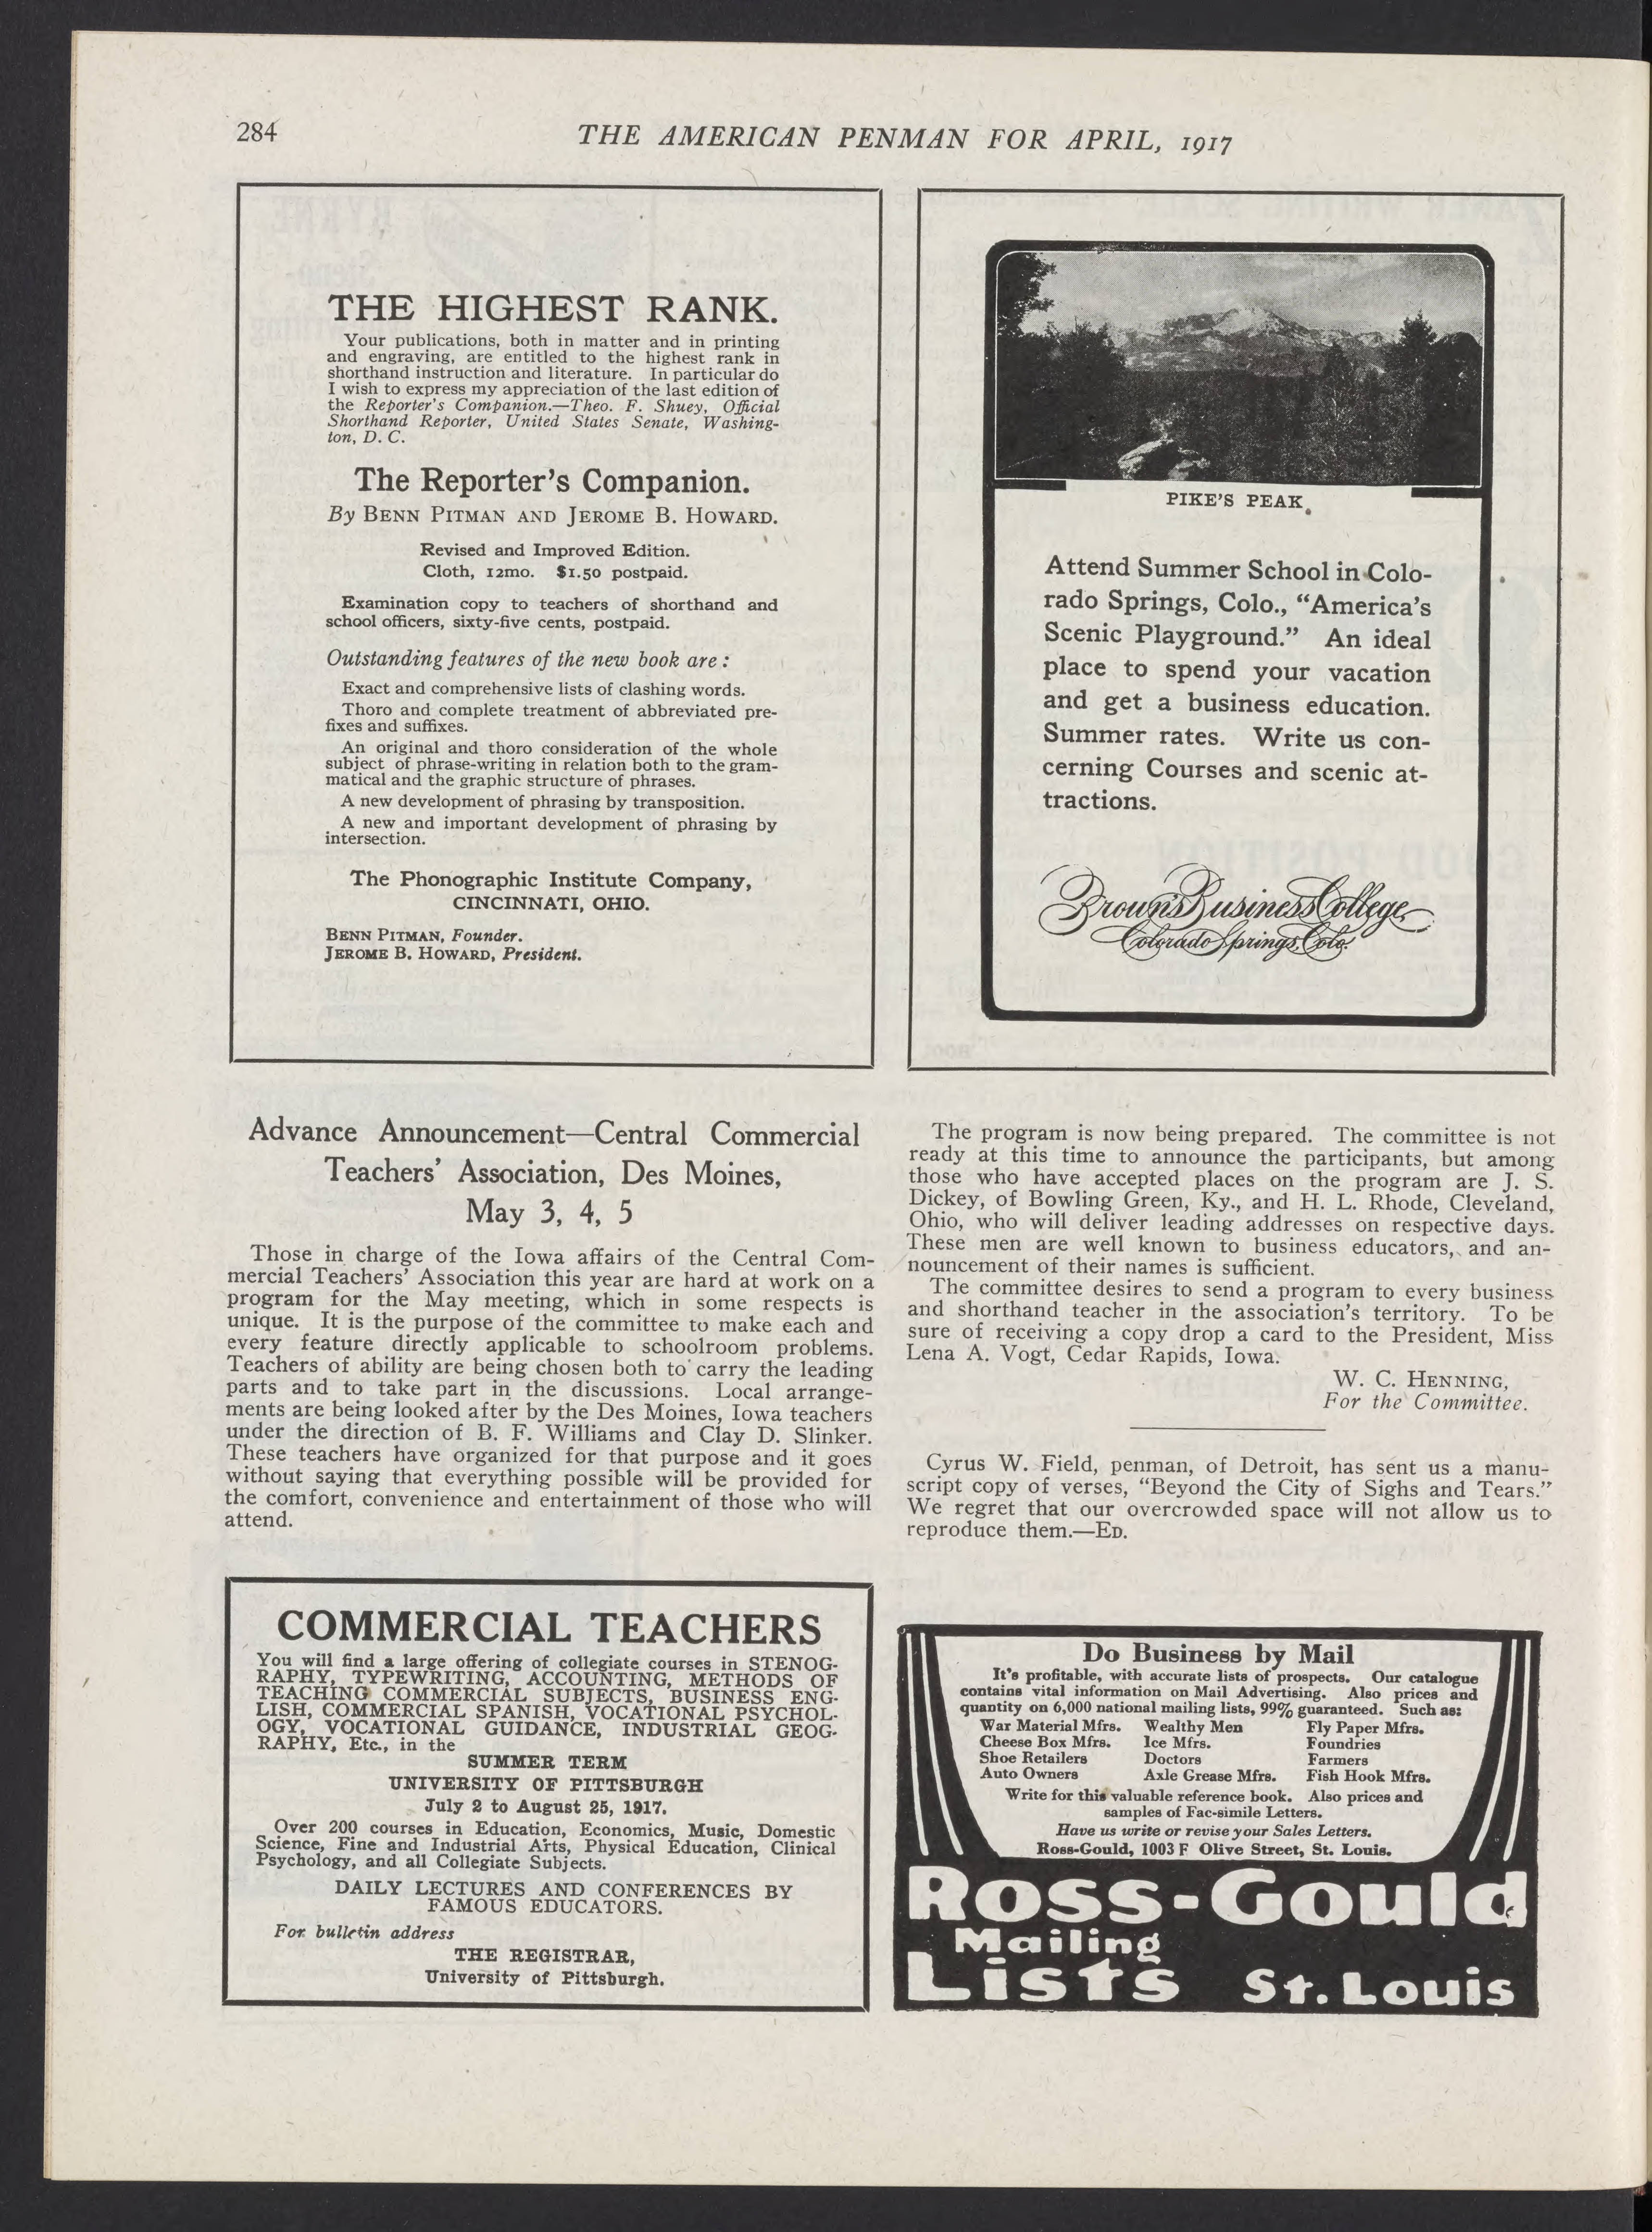 284
THE AMERICAN PENMAN FOR APRIL, 1917
THE HIGHEST RANK.
Your publications, both in matter and in printing
and engraving, are entitled to the highest rank in
shorthand instruction and literature. In particular do
I wish to express my appreciation of the last edition of
the Reporter's Companion.—Theo. F. Shuey, Official
Shorthand Reporter, United States Senate, Washing-
ton, D. C.
The Reporter's Companion.
By BENN PITMAN AND JEROME B. HOWARD.
Revised and Improved Edition.
Cloth, 12mo. $1.50 postpaid.
Examination copy to teachers of shorthand and
school officers, sixty-five cents, postpaid.
Outstanding features of the new book are:
Exact and comprehensive lists of clashing words.
Thoro and complete treatment of abbreviated pre-
fixes and suffixes.
An original and thoro consideration of the whole
subject of phrase-writing in relation both to the gram-
matical and the graphic structure of phrases.
A new development of phrasing by transposition.
A new and important development of phrasing by
intersection.
The Phonographic Institute Company,
CINCINNATI, OHIO.
BENN PITMAN, Founder.
JEROME B. HOWARD, President.
PIKE'S PEAK.
Attend Summer School in Colo-
rado Springs, Colo., "America's
Scenic Playground." An ideal
place to spend your vacation
and get a business education.
Summer rates. Write us con-
cerning Courses and scenic at-
tractions.
Brown's Business College
Colorado Springs, Colo.
Advance Announcement—Central Commercial
Teachers' Association, Des Moines,
May 3, 4, 5
Those in charge of the Iowa affairs of the Central Com-
mercial Teachers' Association this year are hard at work on a
program for the May meeting, which in some respects is
unique. It is the purpose of the committee to make each and
every feature directly applicable to schoolroom problems.
Teachers of ability are being chosen both to carry the leading
parts and to take part in the discussions. Local arrange-
ments are being looked after by the Des Moines, Iowa teachers
under the direction of B. F. Williams and Clay D. Slinker.
These teachers have organized for that purpose and it goes
without saying that everything possible will be provided for
the comfort, convenience and entertainment of those who will
attend.
The program is now being prepared. The committee is not
ready at this time to announce the participants, but among
those who have accepted places on the program are J. S.
Dickey, of Bowling Green, Ky., and H. L. Rhode, Cleveland,
Ohio, who will deliver leading addresses on respective days.
These men are well known to business educators, and an-
nouncement of their names is sufficient.
The committee desires to send a program to every business
and shorthand teacher in the association's territory. To be
sure of receiving a copy drop a card to the President, Miss
Lena A. Vogt, Cedar Rapids, Iowa.
W. C. HENNING,
For the Committee.
Cyrus W. Field, penman, of Detroit, has sent us a manu-
script copy of verses, "Beyond the City of Sighs and Tears."
We regret that our overcrowded space will not allow us to
reproduce them.—ED.
COMMERCIAL TEACHERS
You will find a large offering of collegiate courses in STENOG-
RAPHY, TYPEWRITING, ACCOUNTING, METHODS OF
TEACHING COMMERCIAL SUBJECTS, BUSINESS ENG-
LISH, COMMERCIAL SPANISH, VOCATIONAL PSYCHOL-
OGY, VOCATIONAL GUIDANCE, INDUSTRIAL GEOG-
RAPHY, Etc., in the
SUMMER TERM
UNIVERSITY OF PITTSBURGH
July 2 to August 25, 1917.
Over 200 courses in Education, Economics, Music, Domestic
Science, Fine and Industrial Arts, Physical Education, Clinical
Psychology, and all Collegiate Subjects.
DAILY LECTURES AND CONFERENCES BY
FAMOUS EDUCATORS.
For bulletin address
THE REGISTRAR,
University of Pittsburgh.
Do Business by Mail
It's profitable, with accurate lists of prospects. Our catalogue
contains vital information on Mail Advertising. Also prices and
quantity on 6,000 national mailing lists, 99% guaranteed. Such as:
War Material Mfrs. Wealthy Men Fly Paper Mfrs.
Cheese Box Mfrs. Ice Mfrs. Foundries
Shoe Retailers Doctors Farmers
Auto Owners Axle Grease Mfrs. Fish Hook Mfrs.
Write for this valuable reference book. Also prices and
samples of Fac-simile Letters.
Have us write or revise your Sales Letters.
Ross-Gould, 1003 F Olive Street, St. Louis.
Ross-Gould
Mailing
Lists St. Louis